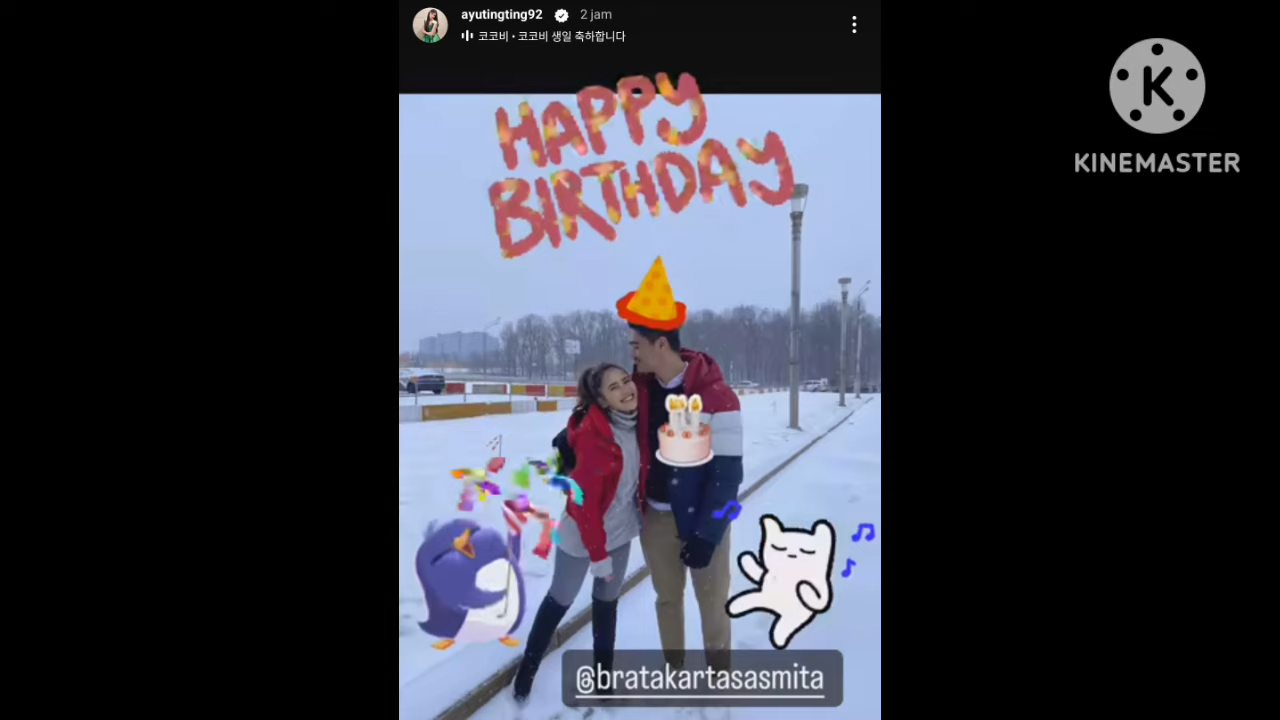 ayutingting92 2 jam
코코비 • 코코비 생일 축하합니다
HAPPY
BIRTHDAY
@bratakartasasmita
K
KINEMASTER